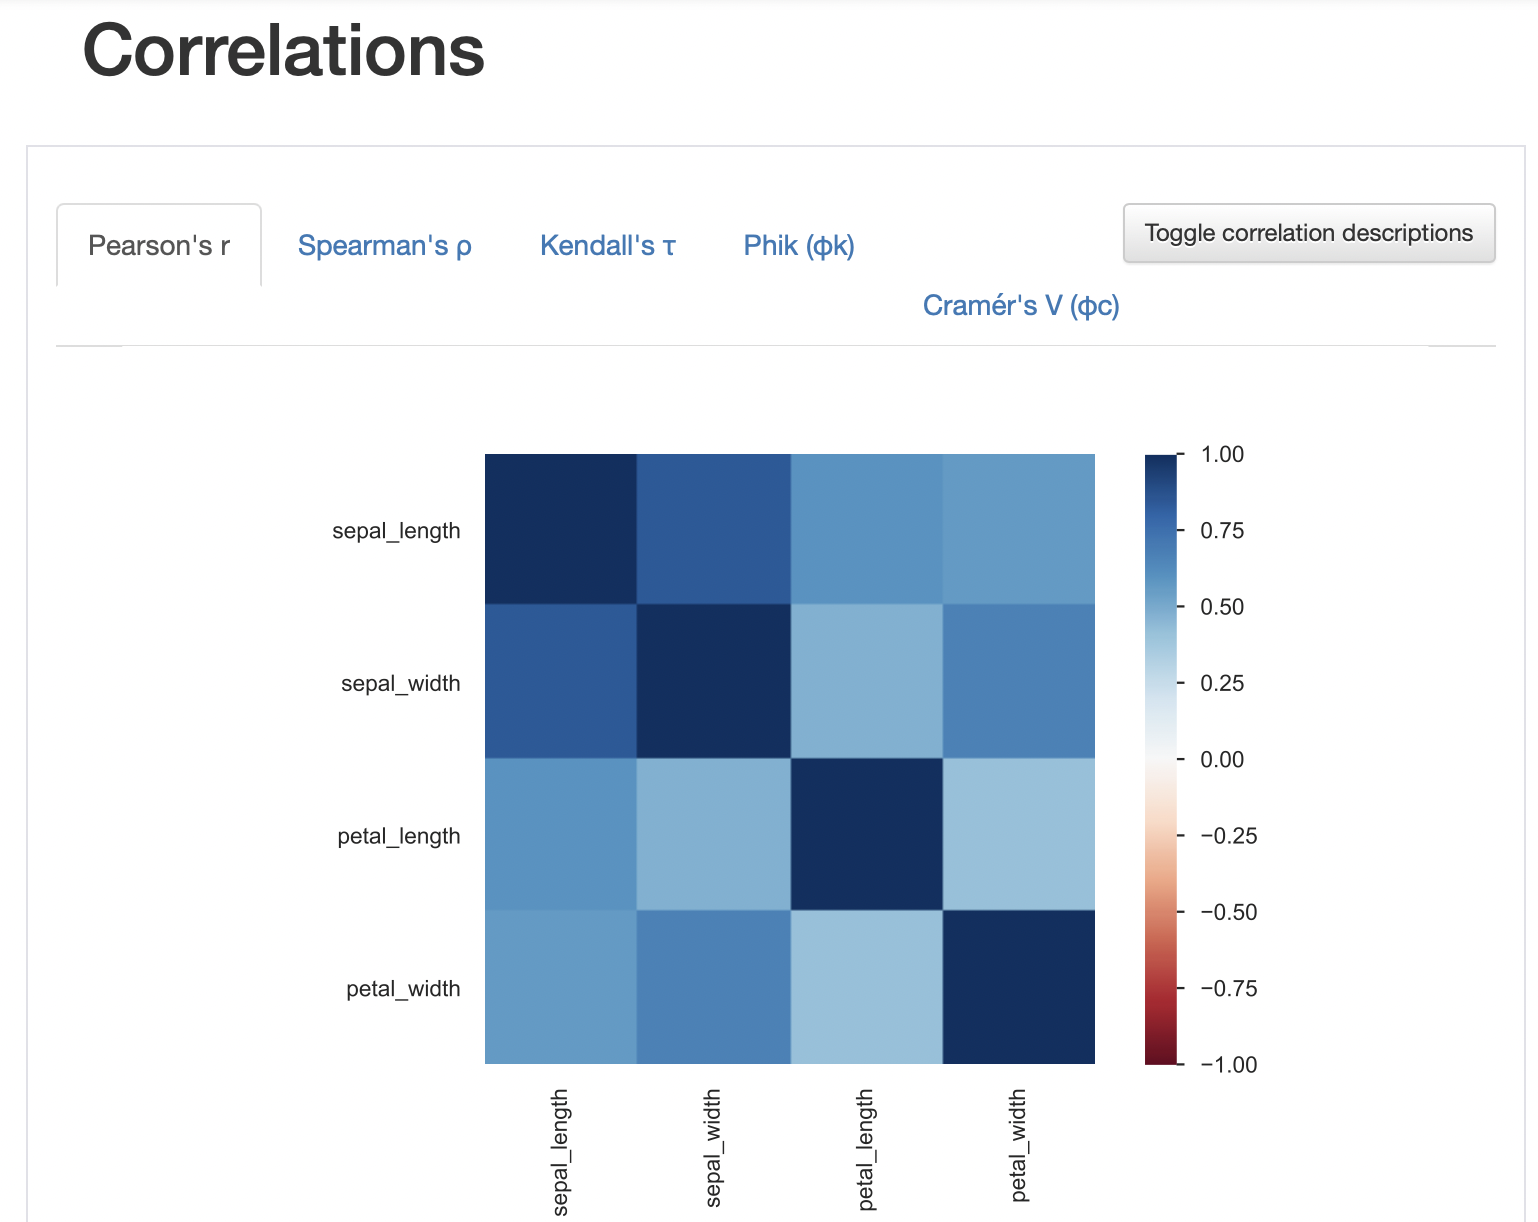 Correlations
Pearson's r
Spearman's ρ
Kendall's τ
Phik (φk)
Toggle correlation descriptions
Cramér's V (φc)
1.00
sepal_length
0.75
0.50
sepal_width
0.25
0.00
petal_length
−0.25
−0.50
petal_width
−0.75
−1.00
sepal_length
sepal_width
petal_length
petal_width